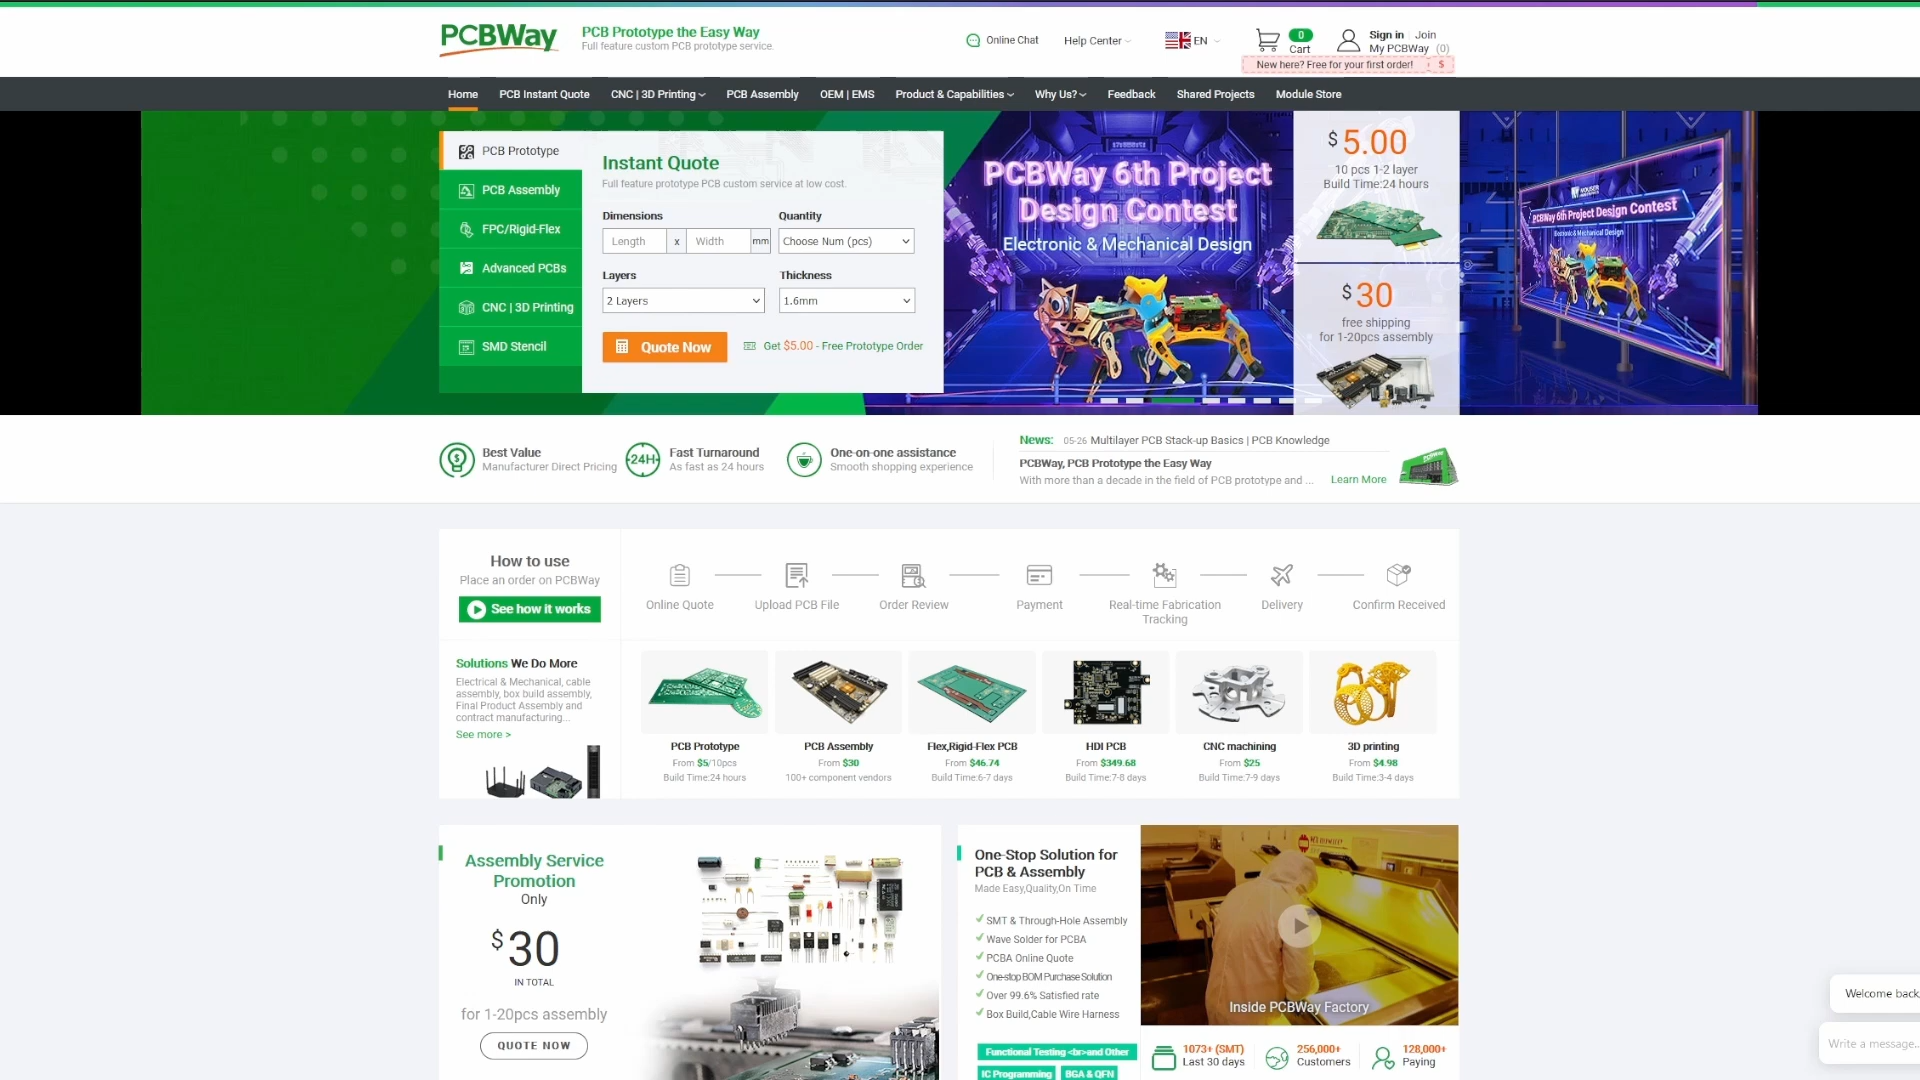 PCBWay
PCB Prototype the Easy Way
Full feature custom PCB prototype service.
Online Chat
Help Center
EN
0
Cart
Sign in
Join
My PCBWay (0)
New here? Free for your first order!
$
Home
PCB Instant Quote
CNC | 3D Printing
PCB Assembly
OEM | EMS
Product & Capabilities
Why Us?
Feedback
Shared Projects
Module Store
PCB Prototype
PCB Assembly
FPC/Rigid-Flex
Advanced PCBs
CNC | 3D Printing
SMD Stencil
Instant Quote
Full feature prototype PCB custom service at low cost.
Dimensions
Quantity
Length x Width mm
Choose Num (pcs)
Layers
Thickness
2 Layers
1.6mm
Quote Now
Get $5.00 - Free Prototype Order
PCBWay 6th Project
Design Contest
Electronic & Mechanical Design
$ 5.00
10 pcs 1-2 layer
Build Time:24 hours
$ 30
free shipping
for 1-20pcs assembly
MOUSER
PCBWay 6th Project Design Contest
Electronic & Mechanical Design
Best Value
Manufacturer Direct Pricing
24H
Fast Turnaround
As fast as 24 hours
One-on-one assistance
Smooth shopping experience
News: 05-26 Multilayer PCB Stack-up Basics | PCB Knowledge
PCBWay, PCB Prototype the Easy Way
With more than a decade in the field of PCB prototype and ...
Learn More
How to use
Place an order on PCBWay
See how it works
Online Quote
Upload PCB File
Order Review
Payment
Real-time Fabrication
Tracking
Delivery
Confirm Received
Solutions We Do More
Electrical & Mechanical, cable
assembly, box build assembly,
Final Product Assembly and
contract manufacturing...
See more >
PCB Prototype
From $5/10pcs
Build Time:24 hours
PCB Assembly
From $30
100+ component vendors
Flex,Rigid-Flex PCB
From $46.74
Build Time:6-7 days
HDI PCB
From $349.68
Build Time:7-8 days
CNC machining
From $25
Build Time:7-9 days
3D printing
From $4.98
Build Time:3-4 days
Assembly Service
Promotion
Only
$ 30
IN TOTAL
for 1-20pcs assembly
QUOTE NOW
One-Stop Solution for
PCB & Assembly
Made Easy,Quality,On Time
SMT & Through-Hole Assembly
Wave Solder for PCBA
PCBA Online Quote
One-stop BOM Purchase Solution
Over 99.6% Satisfied rate
Box Build,Cable Wire Harness
Functional Testing <br>and Other
IC Programming
BGA & QFN
Inside PCBWay Factory
1073+ (SMT)
Last 30 days
256,000+
Customers
128,000+
Paying
Welcome back
Write a message..